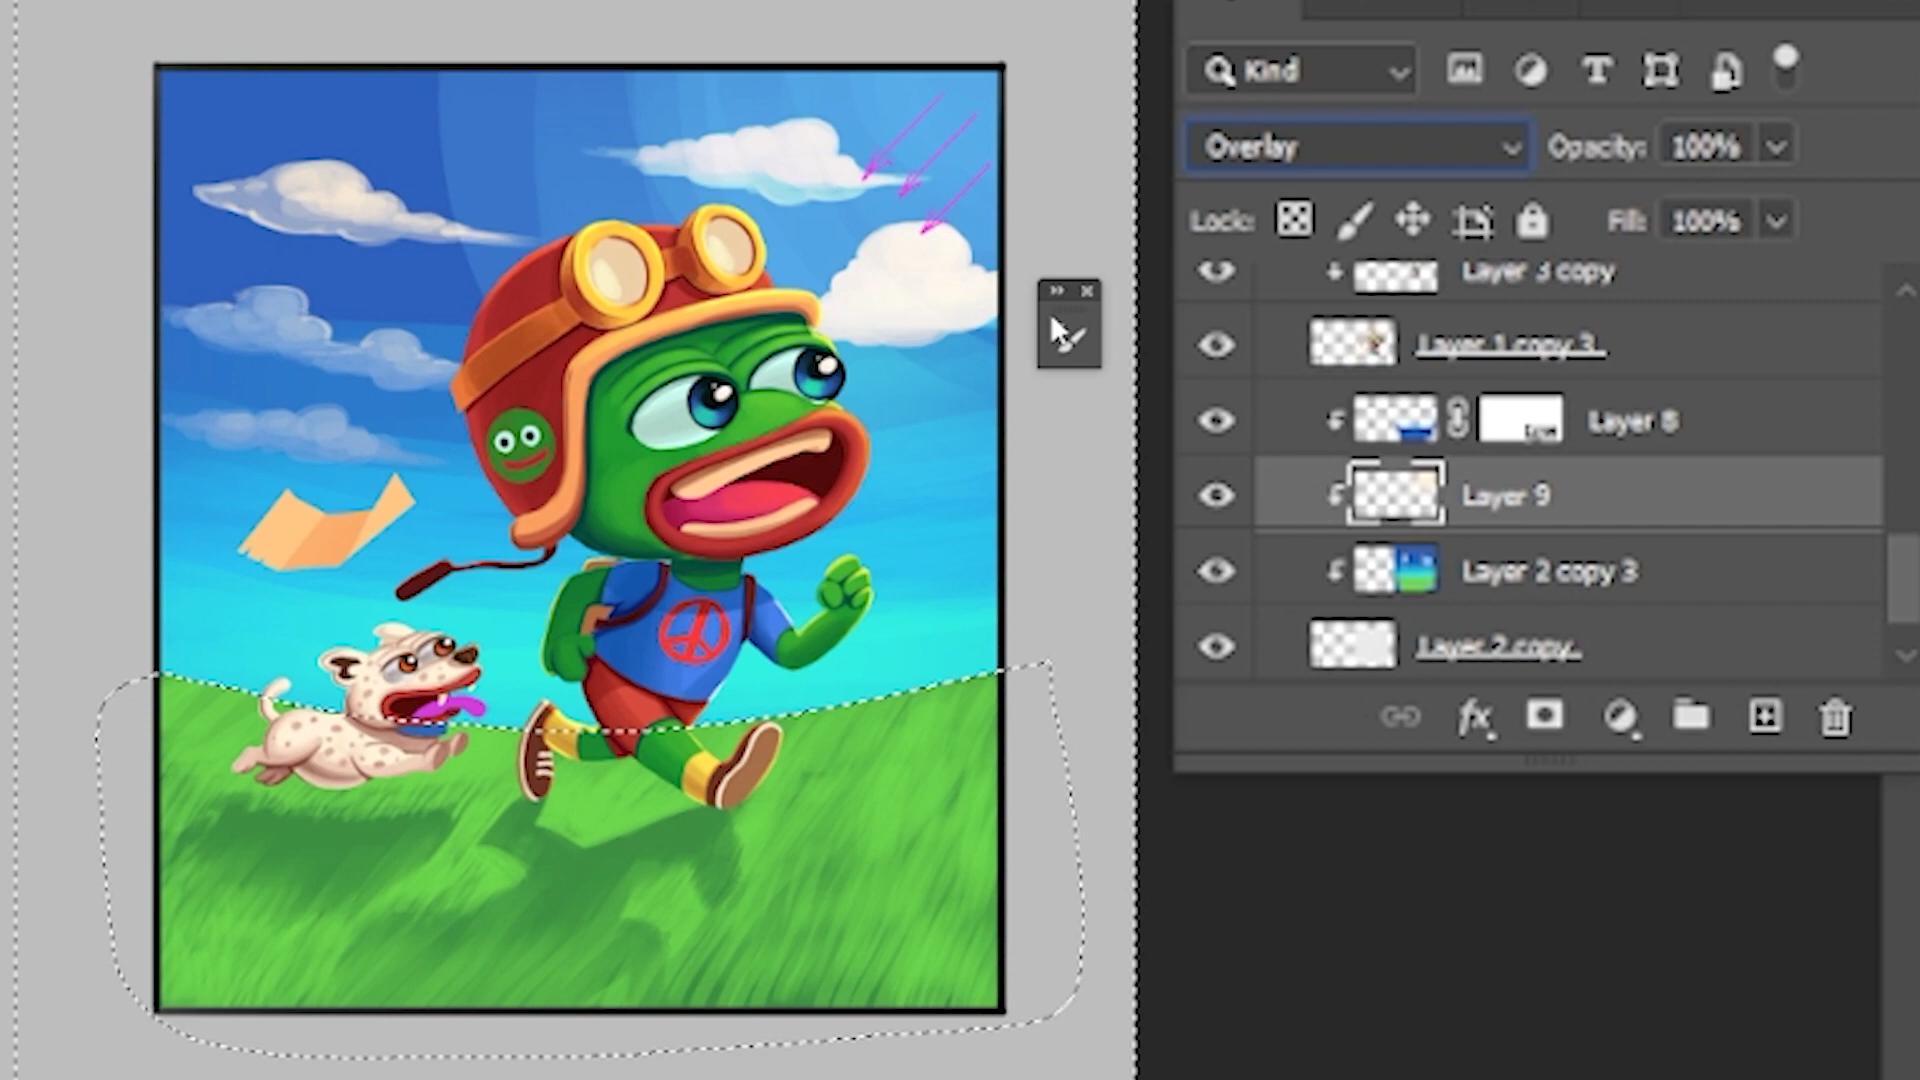 Kind
Overlay
Opacity: 100%
Lock:
Fill: 100%
Layer 3 copy
Layer 1 copy 3
Layer 8
Layer 9
Layer 2 copy 3
Layer 2 copy
fx